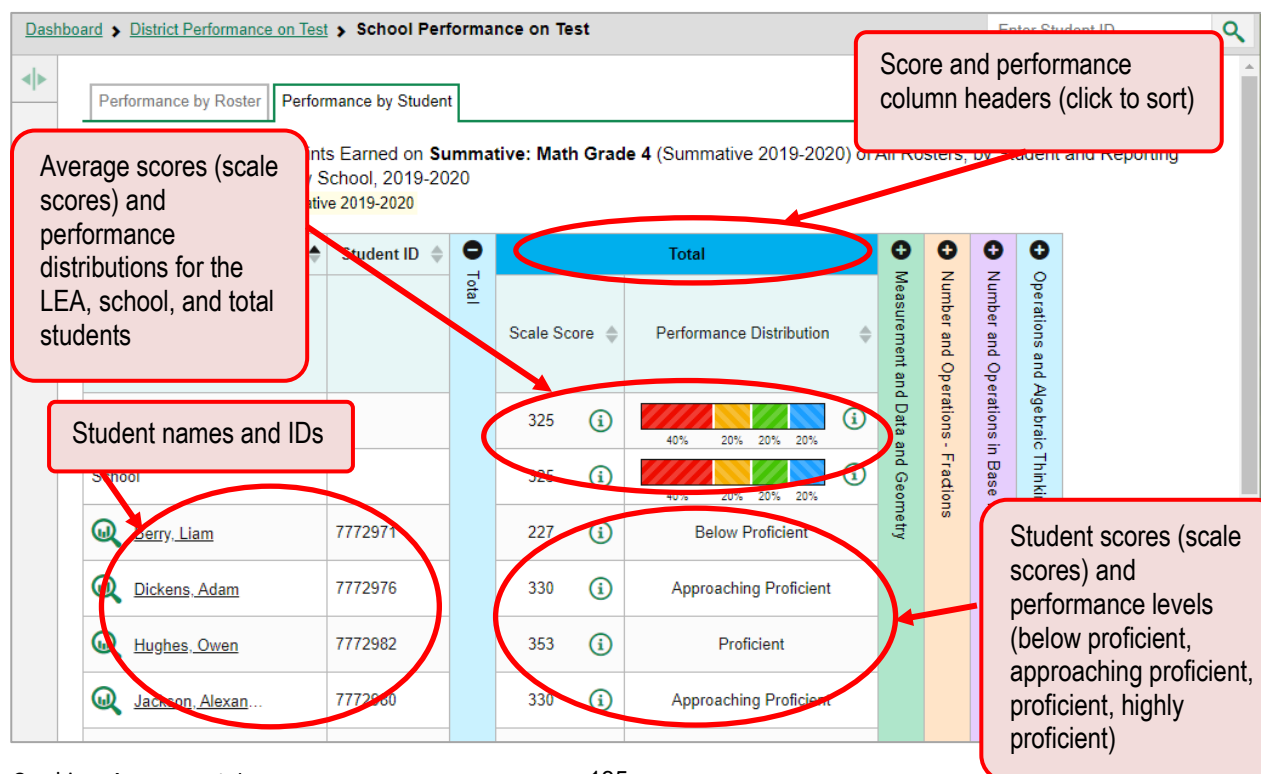 Dashboard › District Performance on Test › School Performance on Test
Enter Student ID
Score and performance
column headers (click to sort)
Performance by Roster
Performance by Student
Earned on Summative: Math Grade 4 (Summative 2019-2020) of All Rosters, by Student and Reporting
School, 2019-2020
2019-2020
Average scores (scale
scores) and
performance
distributions for the
LEA, school, and total
students
Student ID
Total
Total
Scale Score
Performance Distribution
Measurement and Data and Geometry
Number and Operations - Fractions
Number and Operations in Base
Operations and Algebraic
325
40% 20% 20% 20%
Student names and IDs
School
325
40% 20% 20% 20%
Berry, Liam 7772971 227 Below Proficient
Dickens, Adam 7772976 330 Approaching Proficient
Hughes, Owen 7772982 353 Proficient
Jackson, Alexan... 7772980 330 Approaching Proficient
Student scores (scale
scores) and
performance levels
(below proficient,
approaching proficient,
proficient, highly
proficient)